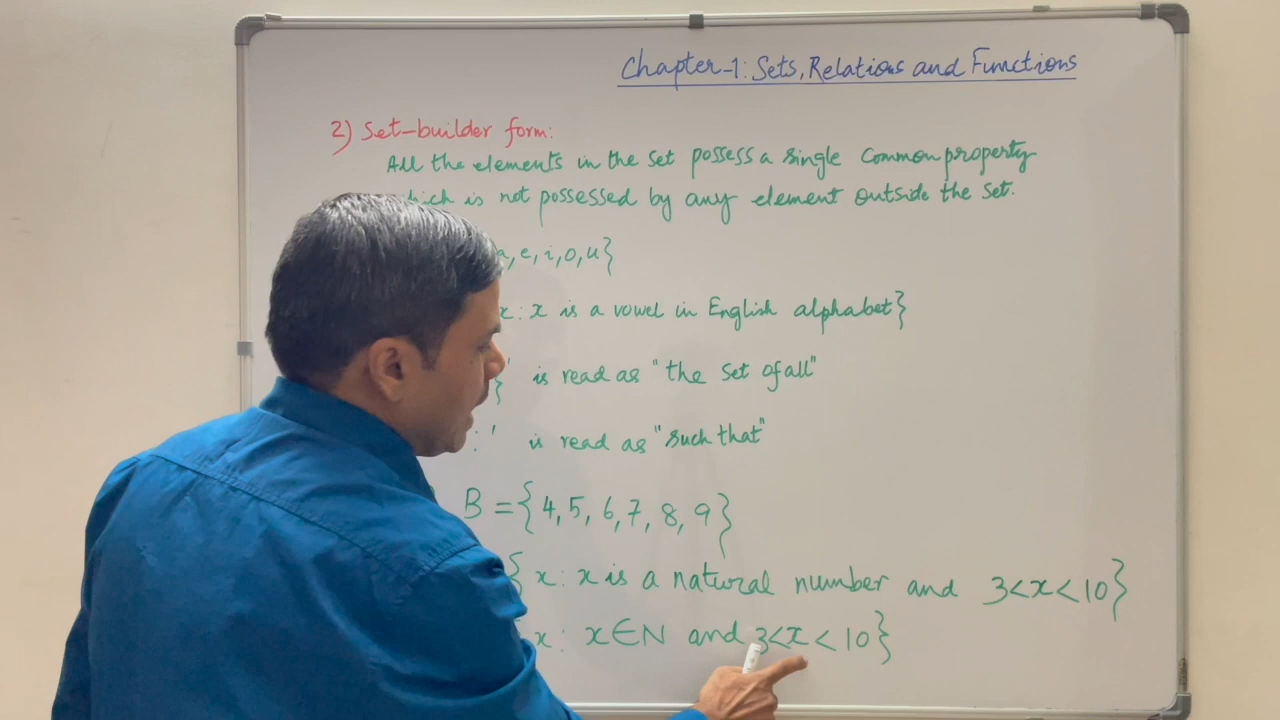 Chapter-1: Sets, Relations and Functions
2) Set-builder form:
All the elements in the set possess a single common property
is not possessed by any element outside the set.
e, i, o, u}
x: x is a vowel in English alphabet}
} ' is read as "the set of all"
: ' is read as "such that"
B = {4, 5, 6, 7, 8, 9}
{ x: x is a natural number and 3<x<10}
x: x∈N and 3<x<10}